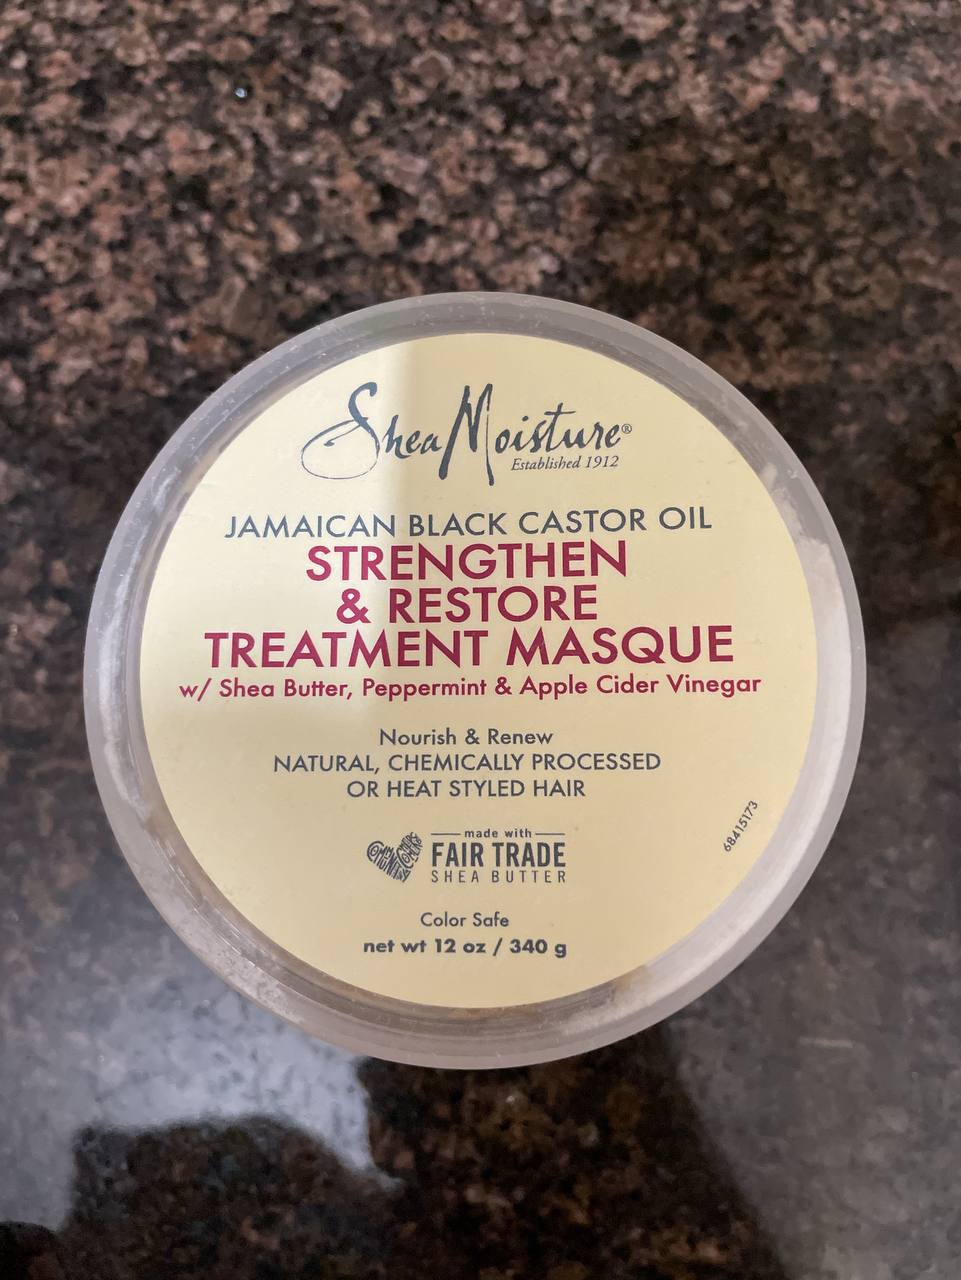 SheaMoisture®
Established 1912
JAMAICAN BLACK CASTOR OIL
STRENGTHEN
& RESTORE
TREATMENT MASQUE
w/ Shea Butter, Peppermint & Apple Cider Vinegar
Nourish & Renew
NATURAL, CHEMICALLY PROCESSED
OR HEAT STYLED HAIR
68415173
COMMUNITY COMMERCE
made with
FAIR TRADE
SHEA BUTTER
Color Safe
net wt 12 oz / 340 g